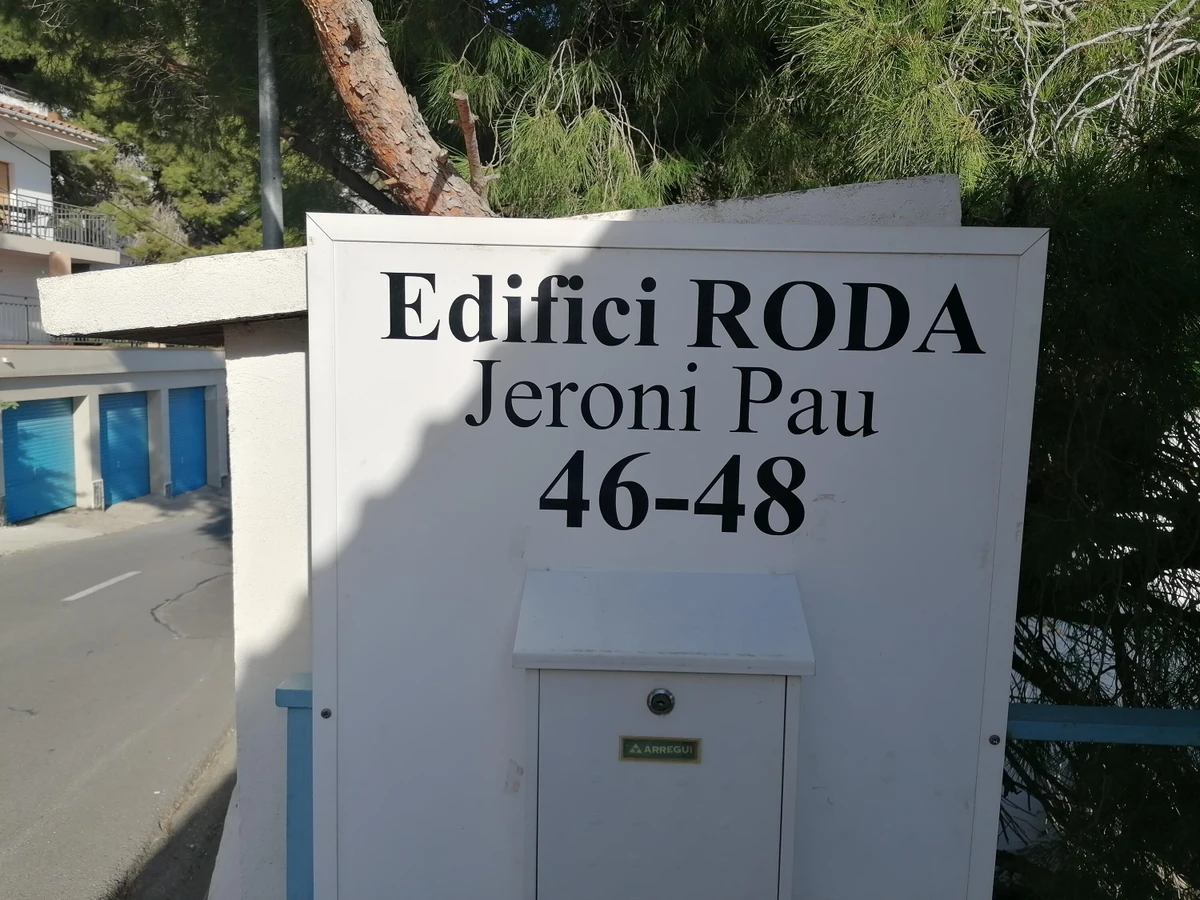 Edifici RODA
Jeroni Pau
46-48
ARREGUI